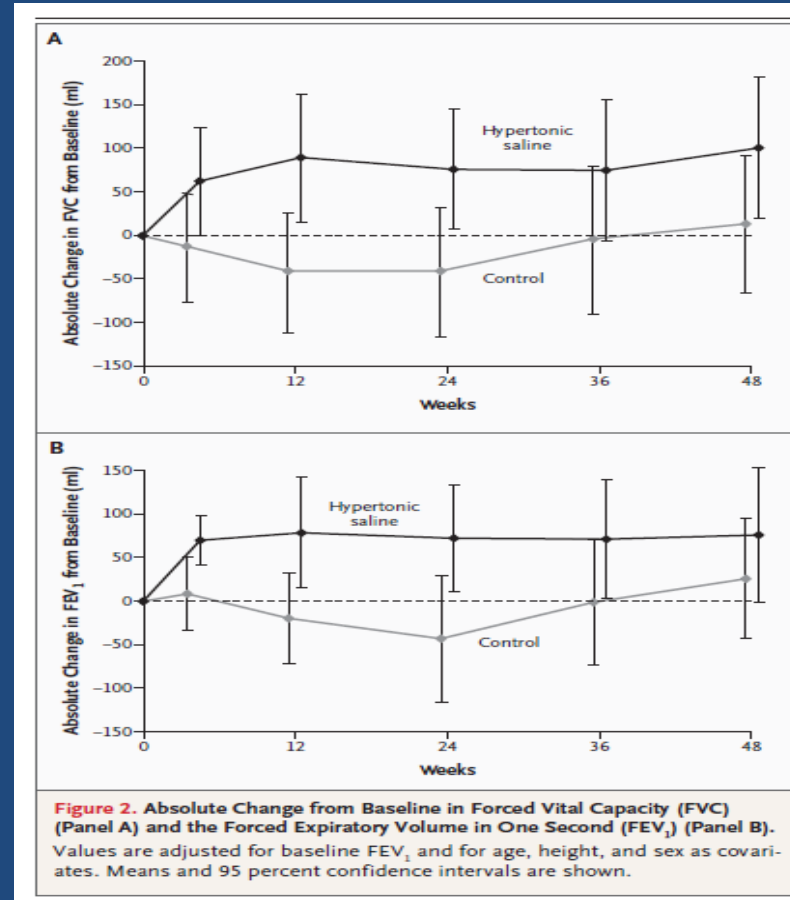 A
Absolute Change in FVC from Baseline (ml)
200
150
100
50
0
−50
−100
−150
Hypertonic
saline
Control
0 12 24 36 48
Weeks
B
Absolute Change in FEV₁ from Baseline (ml)
150
100
50
0
−50
−100
−150
Hypertonic
saline
Control
0 12 24 36 48
Weeks
Figure 2. Absolute Change from Baseline in Forced Vital Capacity (FVC)
(Panel A) and the Forced Expiratory Volume in One Second (FEV₁) (Panel B).
Values are adjusted for baseline FEV₁ and for age, height, and sex as covari-
ates. Means and 95 percent confidence intervals are shown.